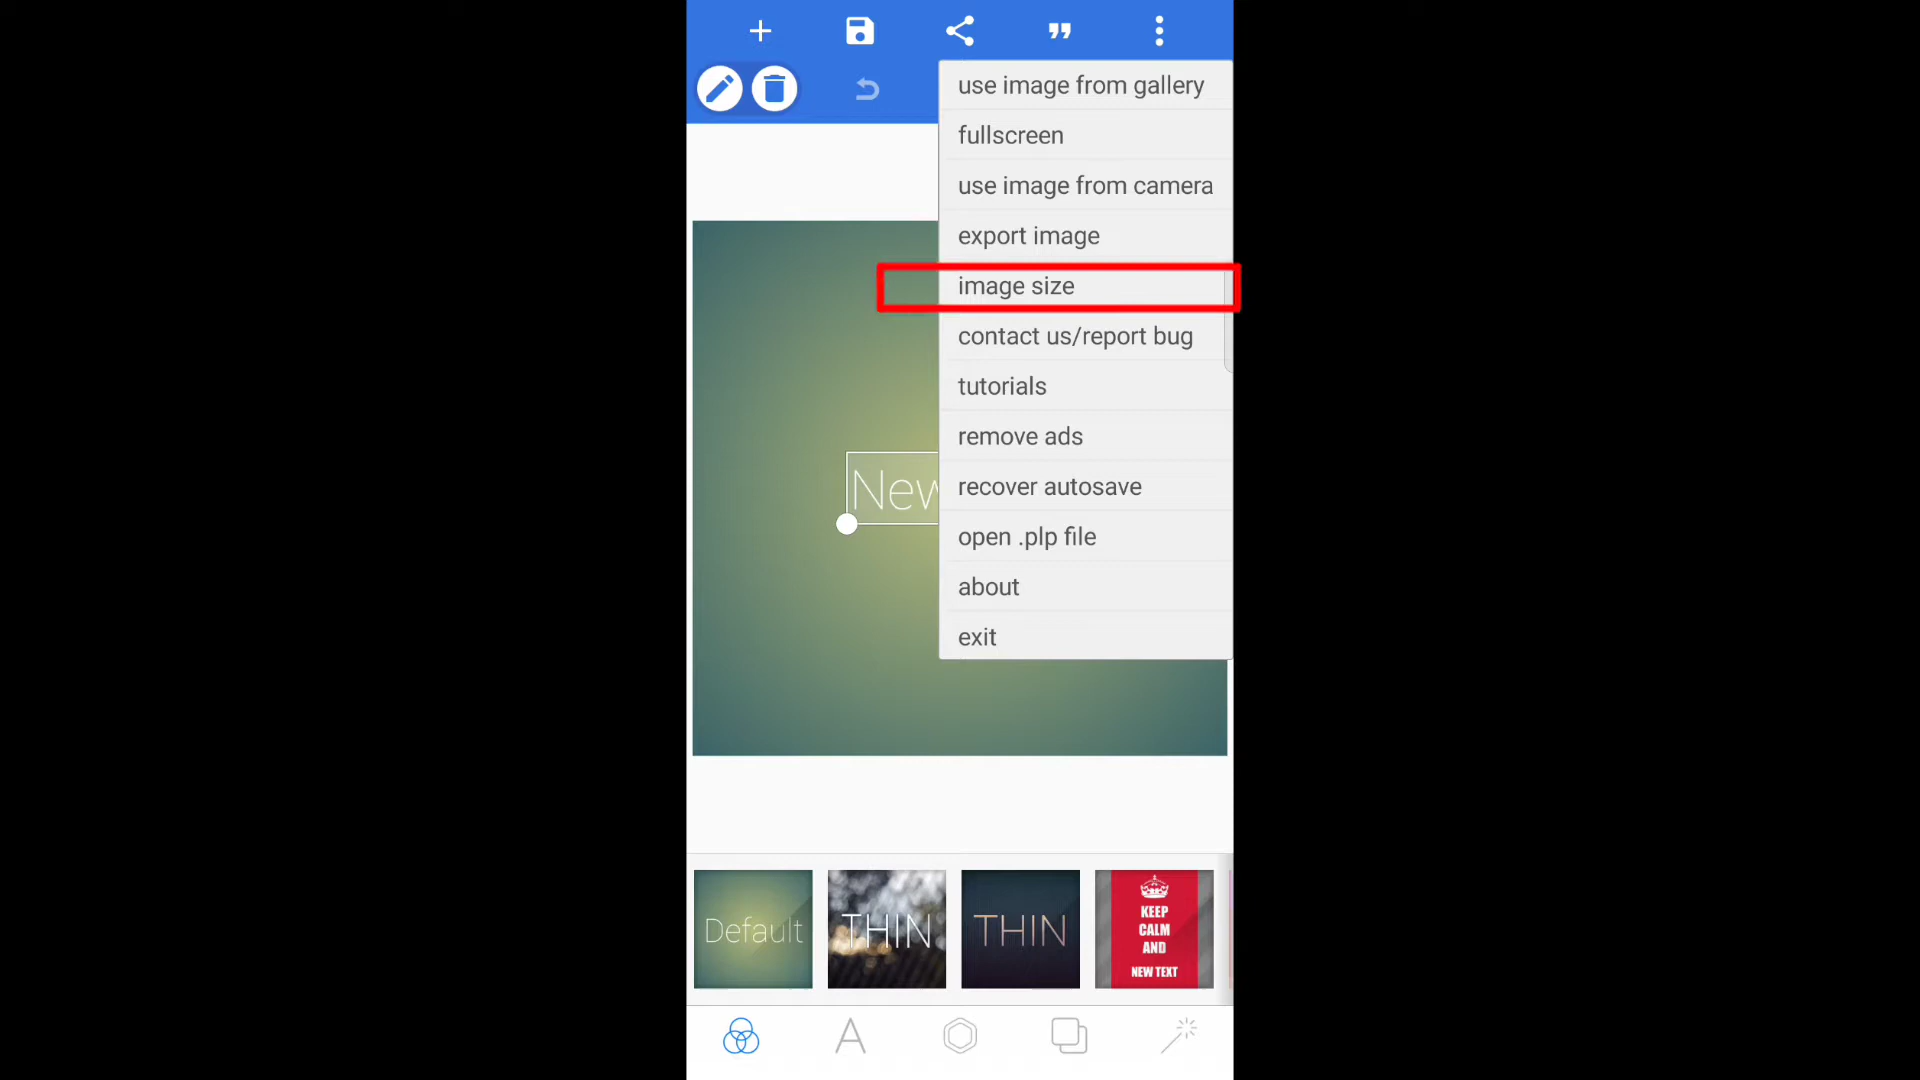 use image from gallery
fullscreen
use image from camera
export image
image size
contact us/report bug
tutorials
remove ads
recover autosave
open .plp file
about
exit
New
Default
THIN
THIN
KEEP
CALM
AND
NEW TEXT